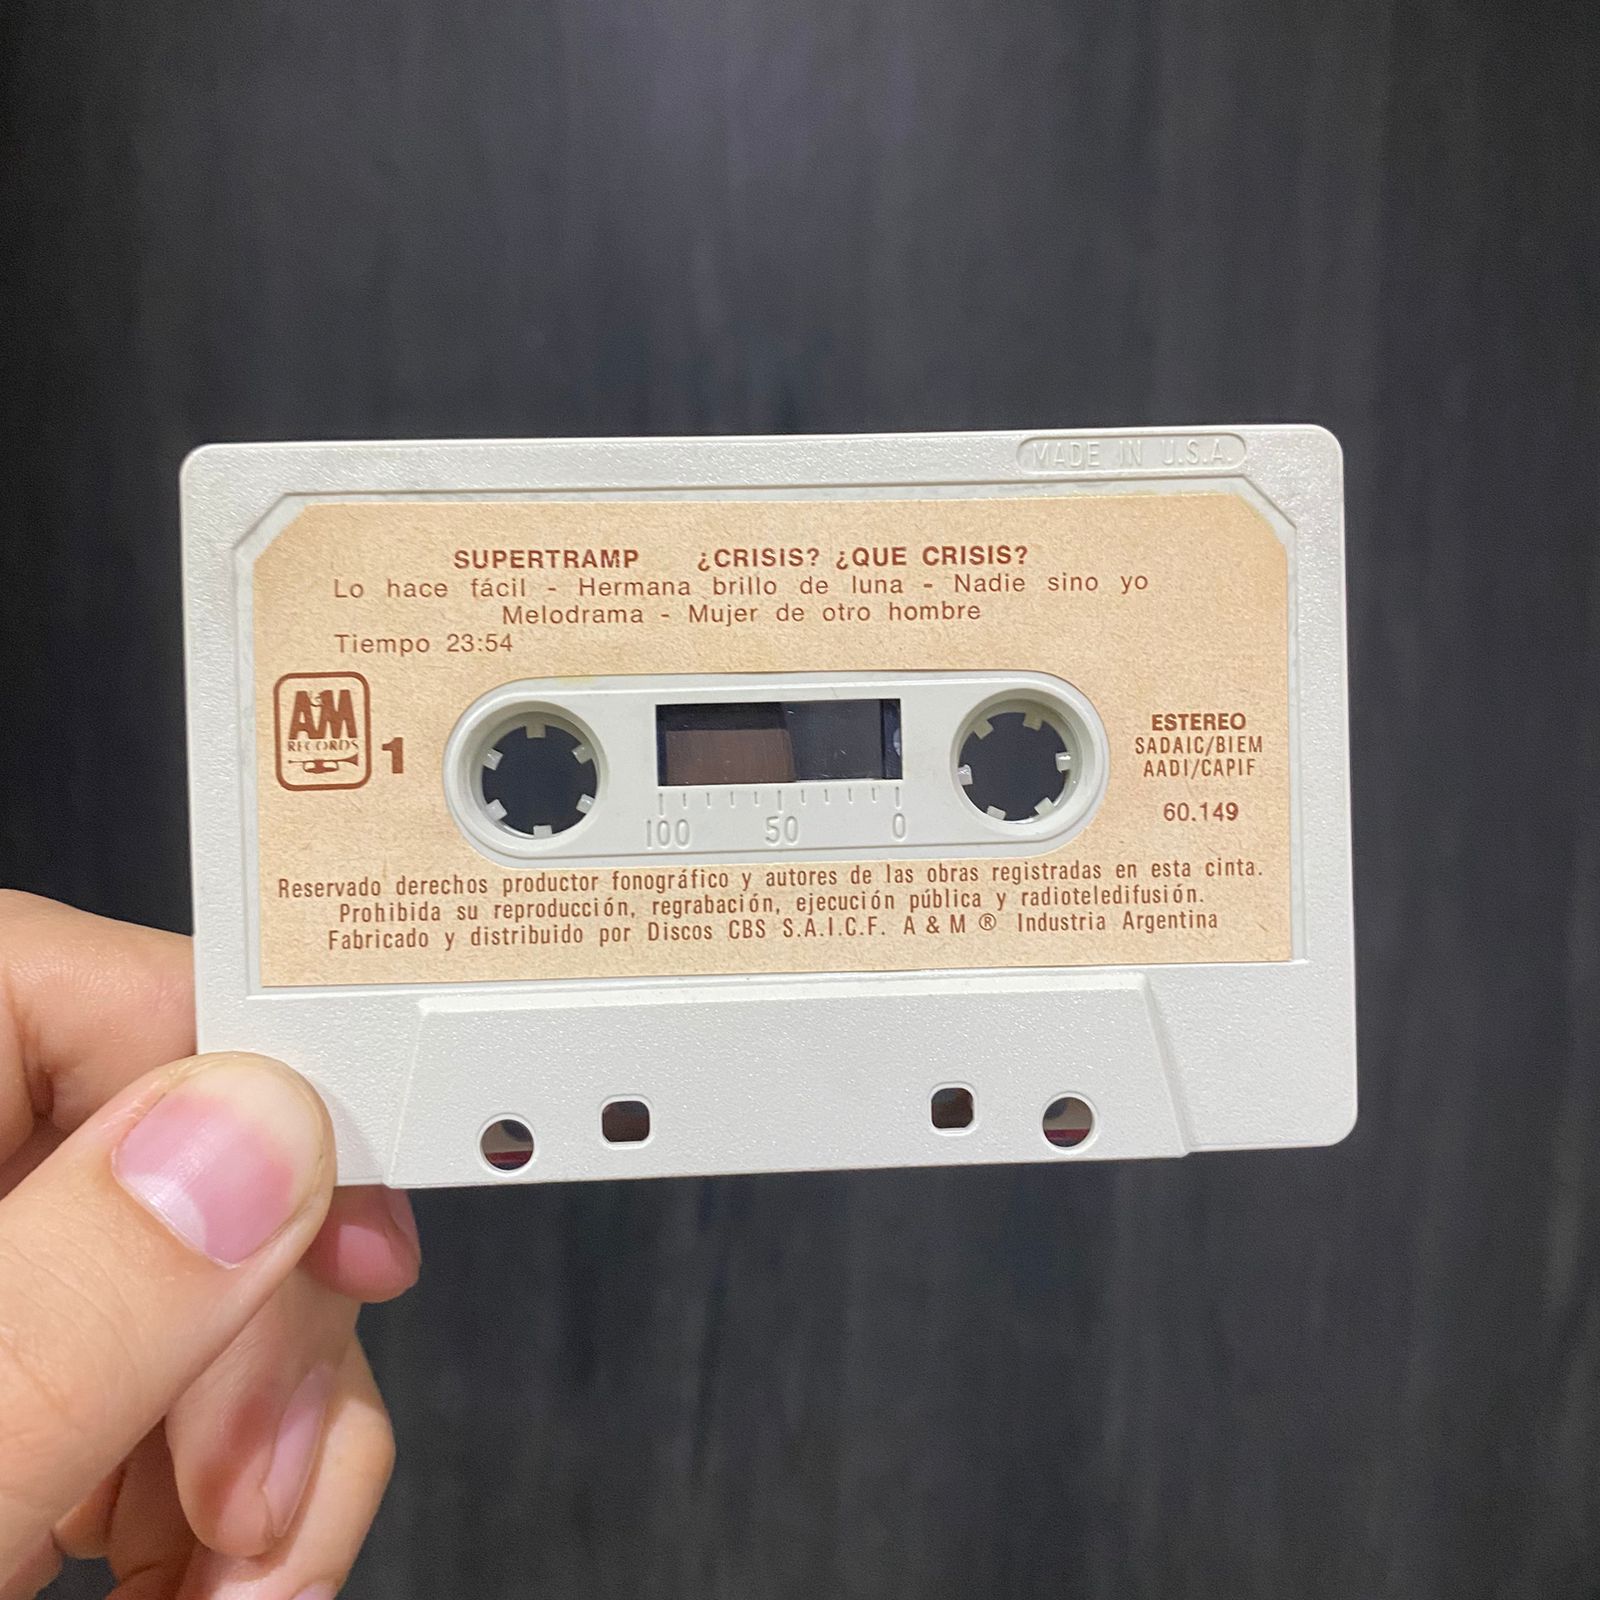 MADE IN U.S.A.
SUPERTRAMP ¿CRISIS? ¿QUE CRISIS?
Lo hace fácil - Hermana brillo de luna - Nadie sino yo
Melodrama - Mujer de otro hombre
Tiempo 23:54
A&M
RECORDS
1
ESTEREO
SADAIC/BIEM
AADI/CAPIF
60.149
100 50 0
Reservado derechos productor fonográfico y autores de las obras registradas en esta cinta.
Prohibida su reproducción, regrabación, ejecución pública y radioteledifusión.
Fabricado y distribuido por Discos CBS S.A.I.C.F. A & M ® Industria Argentina